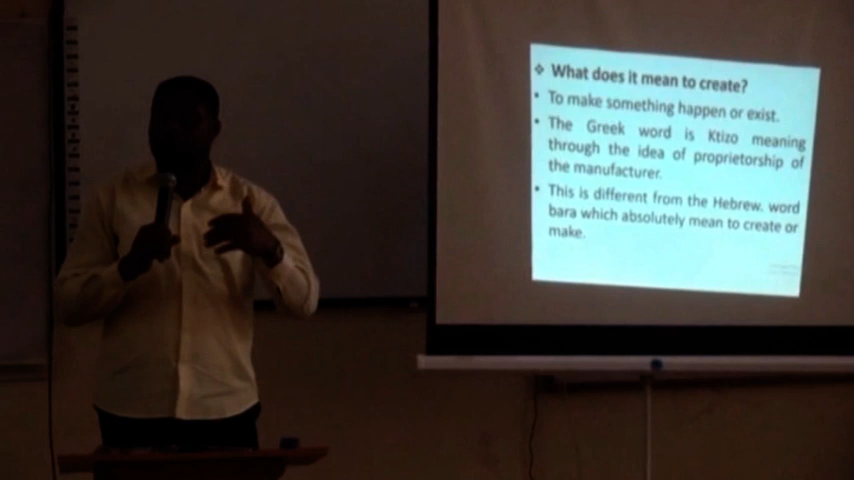 ❖ What does it mean to create?
• To make something happen or exist.
• The Greek word is Ktizo meaning
through the idea of proprietorship of
the manufacturer.
• This is different from the Hebrew. word
bara which absolutely mean to create or
make.